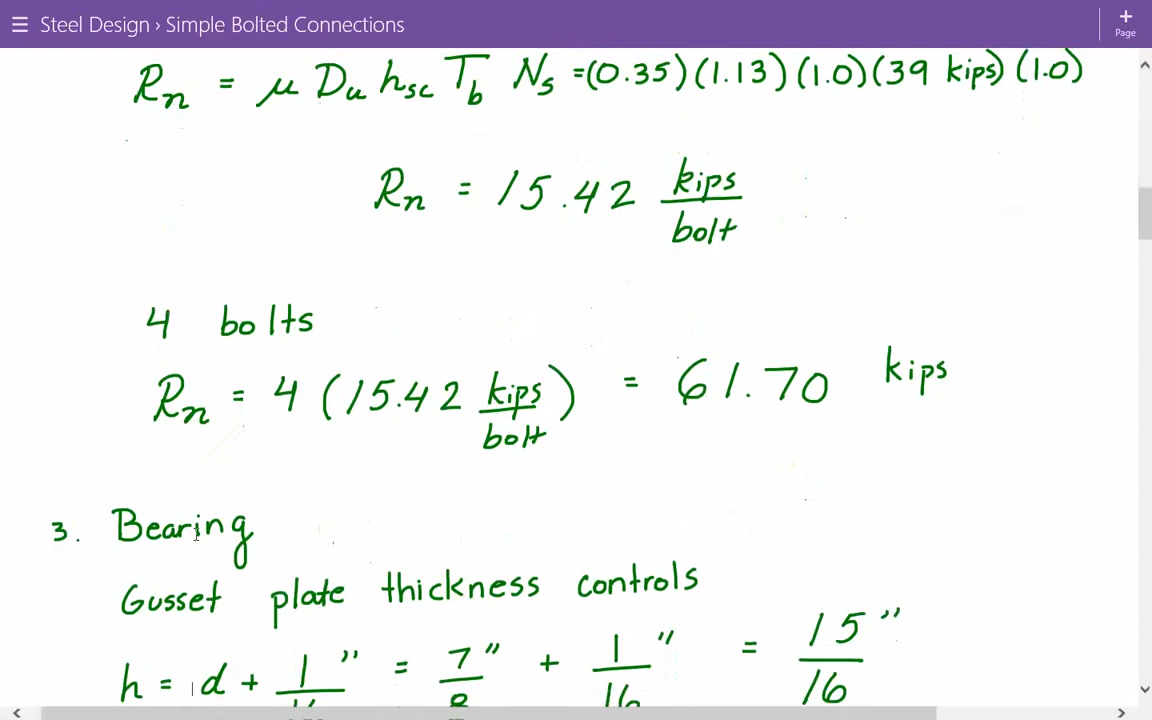 Steel Design › Simple Bolted Connections
Page
Rn = μ Du hsc Tb Ns =(0.35)(1.13)(1.0)(39 kips)(1.0)
Rn = 15.42 kips/bolt
4 bolts
Rn = 4 (15.42 kips/bolt) = 61.70 kips
3. Bearing
Gusset plate thickness controls
h = d + 1/16" = 7/8" + 1/16" = 15/16"